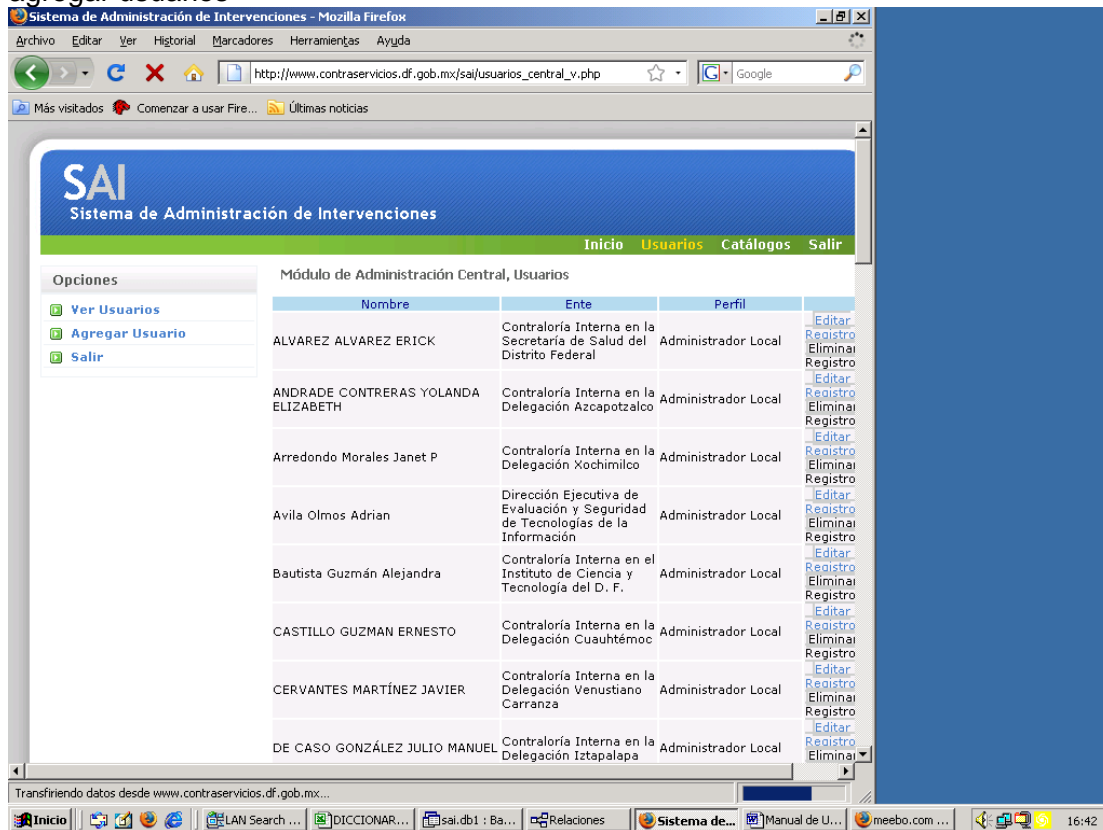 agregar usuarios
Sistema de Administración de Intervenciones - Mozilla Firefox
Archivo Editar Ver Historial Marcadores Herramientas Ayuda
http://www.contraservicios.df.gob.mx/sai/usuarios_central_v.php
G Google
Más visitados Comenzar a usar Fire... Últimas noticias
SAI
Sistema de Administración de Intervenciones
Inicio Usuarios Catálogos Salir
Opciones
Ver Usuarios
Agregar Usuario
Salir
Módulo de Administración Central, Usuarios
Nombre Ente Perfil
ALVAREZ ALVAREZ ERICK
Contraloría Interna en la
Secretaría de Salud del
Distrito Federal
Administrador Local
Editar
Registro
Eliminar
Registro
ANDRADE CONTRERAS YOLANDA
ELIZABETH
Contraloría Interna en la
Delegación Azcapotzalco
Administrador Local
Editar
Registro
Eliminar
Registro
Arredondo Morales Janet P
Contraloría Interna en la
Delegación Xochimilco
Administrador Local
Editar
Registro
Eliminar
Registro
Avila Olmos Adrian
Dirección Ejecutiva de
Evaluación y Seguridad
de Tecnologías de la
Información
Administrador Local
Editar
Registro
Eliminar
Registro
Bautista Guzmán Alejandra
Contraloría Interna en el
Instituto de Ciencia y
Tecnología del D. F.
Administrador Local
Editar
Registro
Eliminar
Registro
CASTILLO GUZMAN ERNESTO
Contraloría Interna en la
Delegación Cuauhtémoc
Administrador Local
Editar
Registro
Eliminar
Registro
CERVANTES MARTÍNEZ JAVIER
Contraloría Interna en la
Delegación Venustiano
Carranza
Administrador Local
Editar
Registro
Eliminar
Registro
DE CASO GONZÁLEZ JULIO MANUEL
Contraloría Interna en la
Delegación Iztapalapa
Administrador Local
Editar
Registro
Eliminar
Transfiriendo datos desde www.contraservicios.df.gob.mx...
Inicio LAN Search ... DICCIONAR... sai.db1 : Ba... Relaciones Sistema de... Manual de U... meebo.com ... 16:42